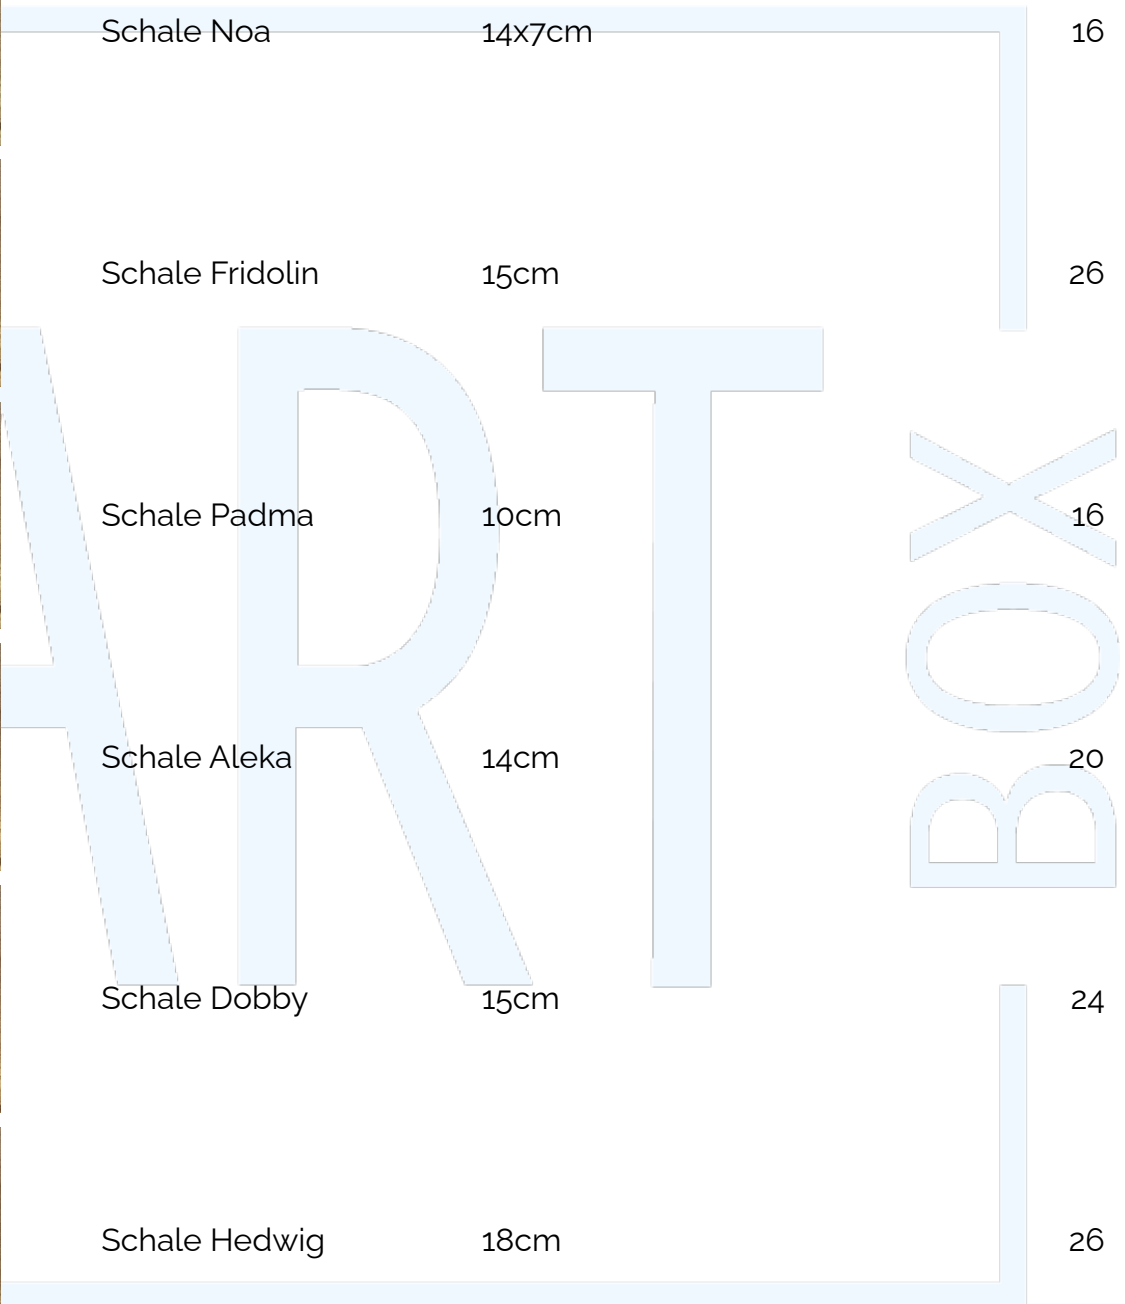 Schale Noa 14x7cm 16
Schale Fridolin 15cm 26
ART
BOX
Schale Padma 10cm 16
Schale Aleka 14cm 20
Schale Dobby 15cm 24
Schale Hedwig 18cm 26